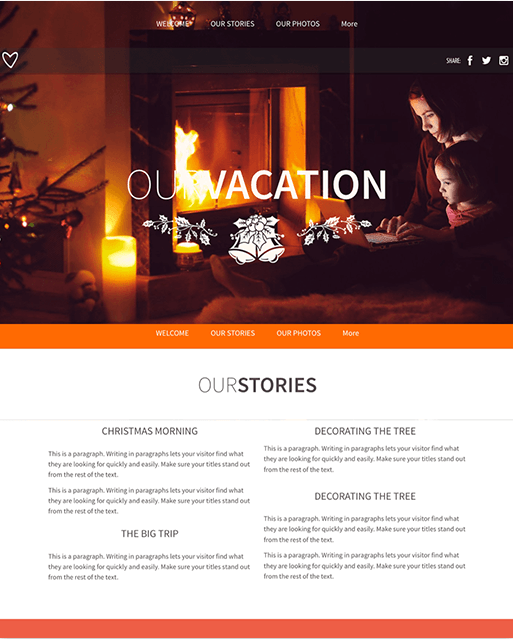 WELCOME OUR STORIES OUR PHOTOS More
SHARE:
OUR VACATION
WELCOME OUR STORIES OUR PHOTOS More
OURSTORIES
CHRISTMAS MORNING
This is a paragraph. Writing in paragraphs lets your visitor find what
they are looking for quickly and easily. Make sure your titles stand out
from the rest of the text.
This is a paragraph. Writing in paragraphs lets your visitor find what
they are looking for quickly and easily. Make sure your titles stand out
from the rest of the text.
THE BIG TRIP
This is a paragraph. Writing in paragraphs lets your visitor find what
they are looking for quickly and easily. Make sure your titles stand out
from the rest of the text.
DECORATING THE TREE
This is a paragraph. Writing in paragraphs lets your visitor find what
they are looking for quickly and easily. Make sure your titles stand out
from the rest of the text.
DECORATING THE TREE
This is a paragraph. Writing in paragraphs lets your visitor find what
they are looking for quickly and easily. Make sure your titles stand out
from the rest of the text.
This is a paragraph. Writing in paragraphs lets your visitor find what
they are looking for quickly and easily. Make sure your titles stand out
from the rest of the text.